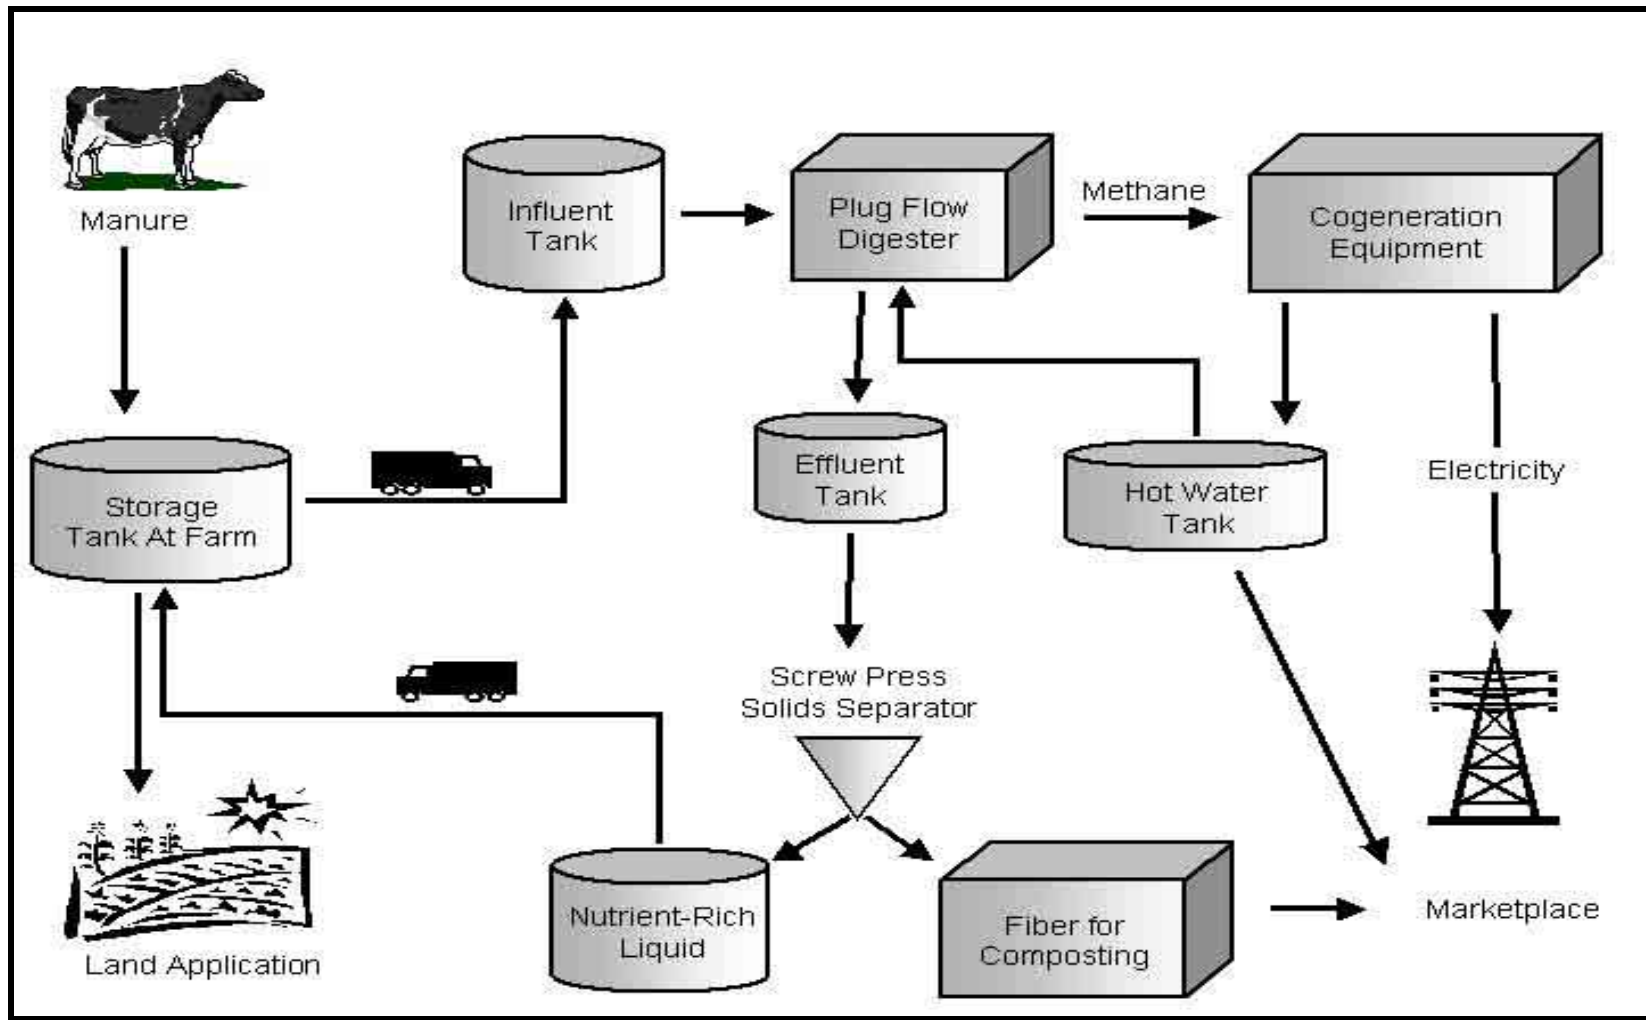 Manure
Influent
Tank
Plug Flow
Digester
Methane
Cogeneration
Equipment
Storage
Tank At Farm
Effluent
Tank
Hot Water
Tank
Electricity
Screw Press
Solids Separator
Land Application
Nutrient-Rich
Liquid
Fiber for
Composting
Marketplace